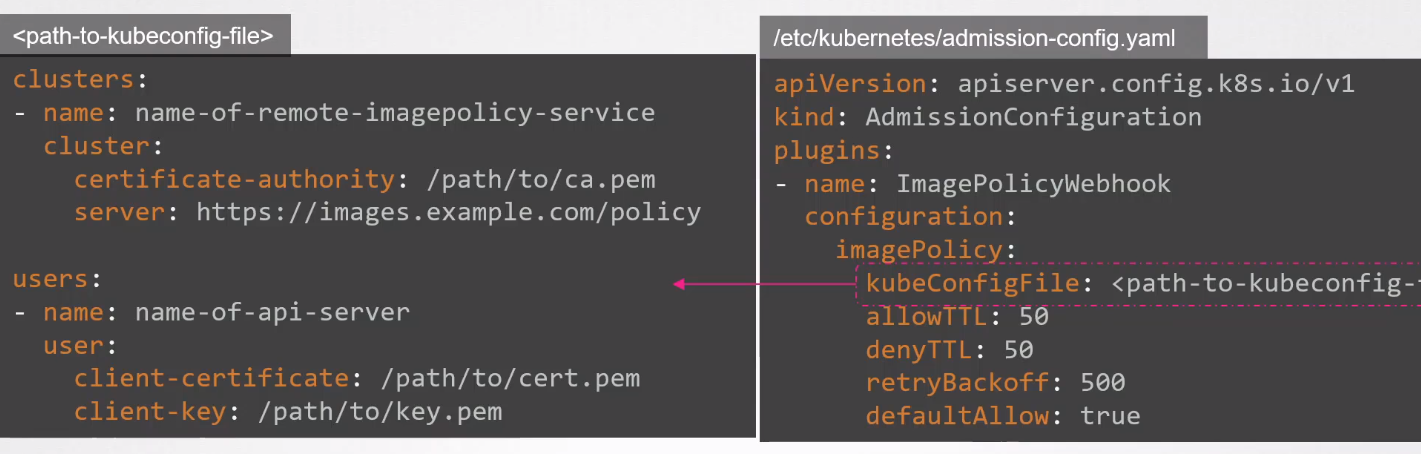 <path-to-kubeconfig-file>
clusters:
- name: name-of-remote-imagepolicy-service
  cluster:
    certificate-authority: /path/to/ca.pem
    server: https://images.example.com/policy
users:
- name: name-of-api-server
  user:
    client-certificate: /path/to/cert.pem
    client-key: /path/to/key.pem
/etc/kubernetes/admission-config.yaml
apiVersion: apiserver.config.k8s.io/v1
kind: AdmissionConfiguration
plugins:
- name: ImagePolicyWebhook
  configuration:
    imagePolicy:
      kubeConfigFile: <path-to-kubeconfig-
      allowTTL: 50
      denyTTL: 50
      retryBackoff: 500
      defaultAllow: true